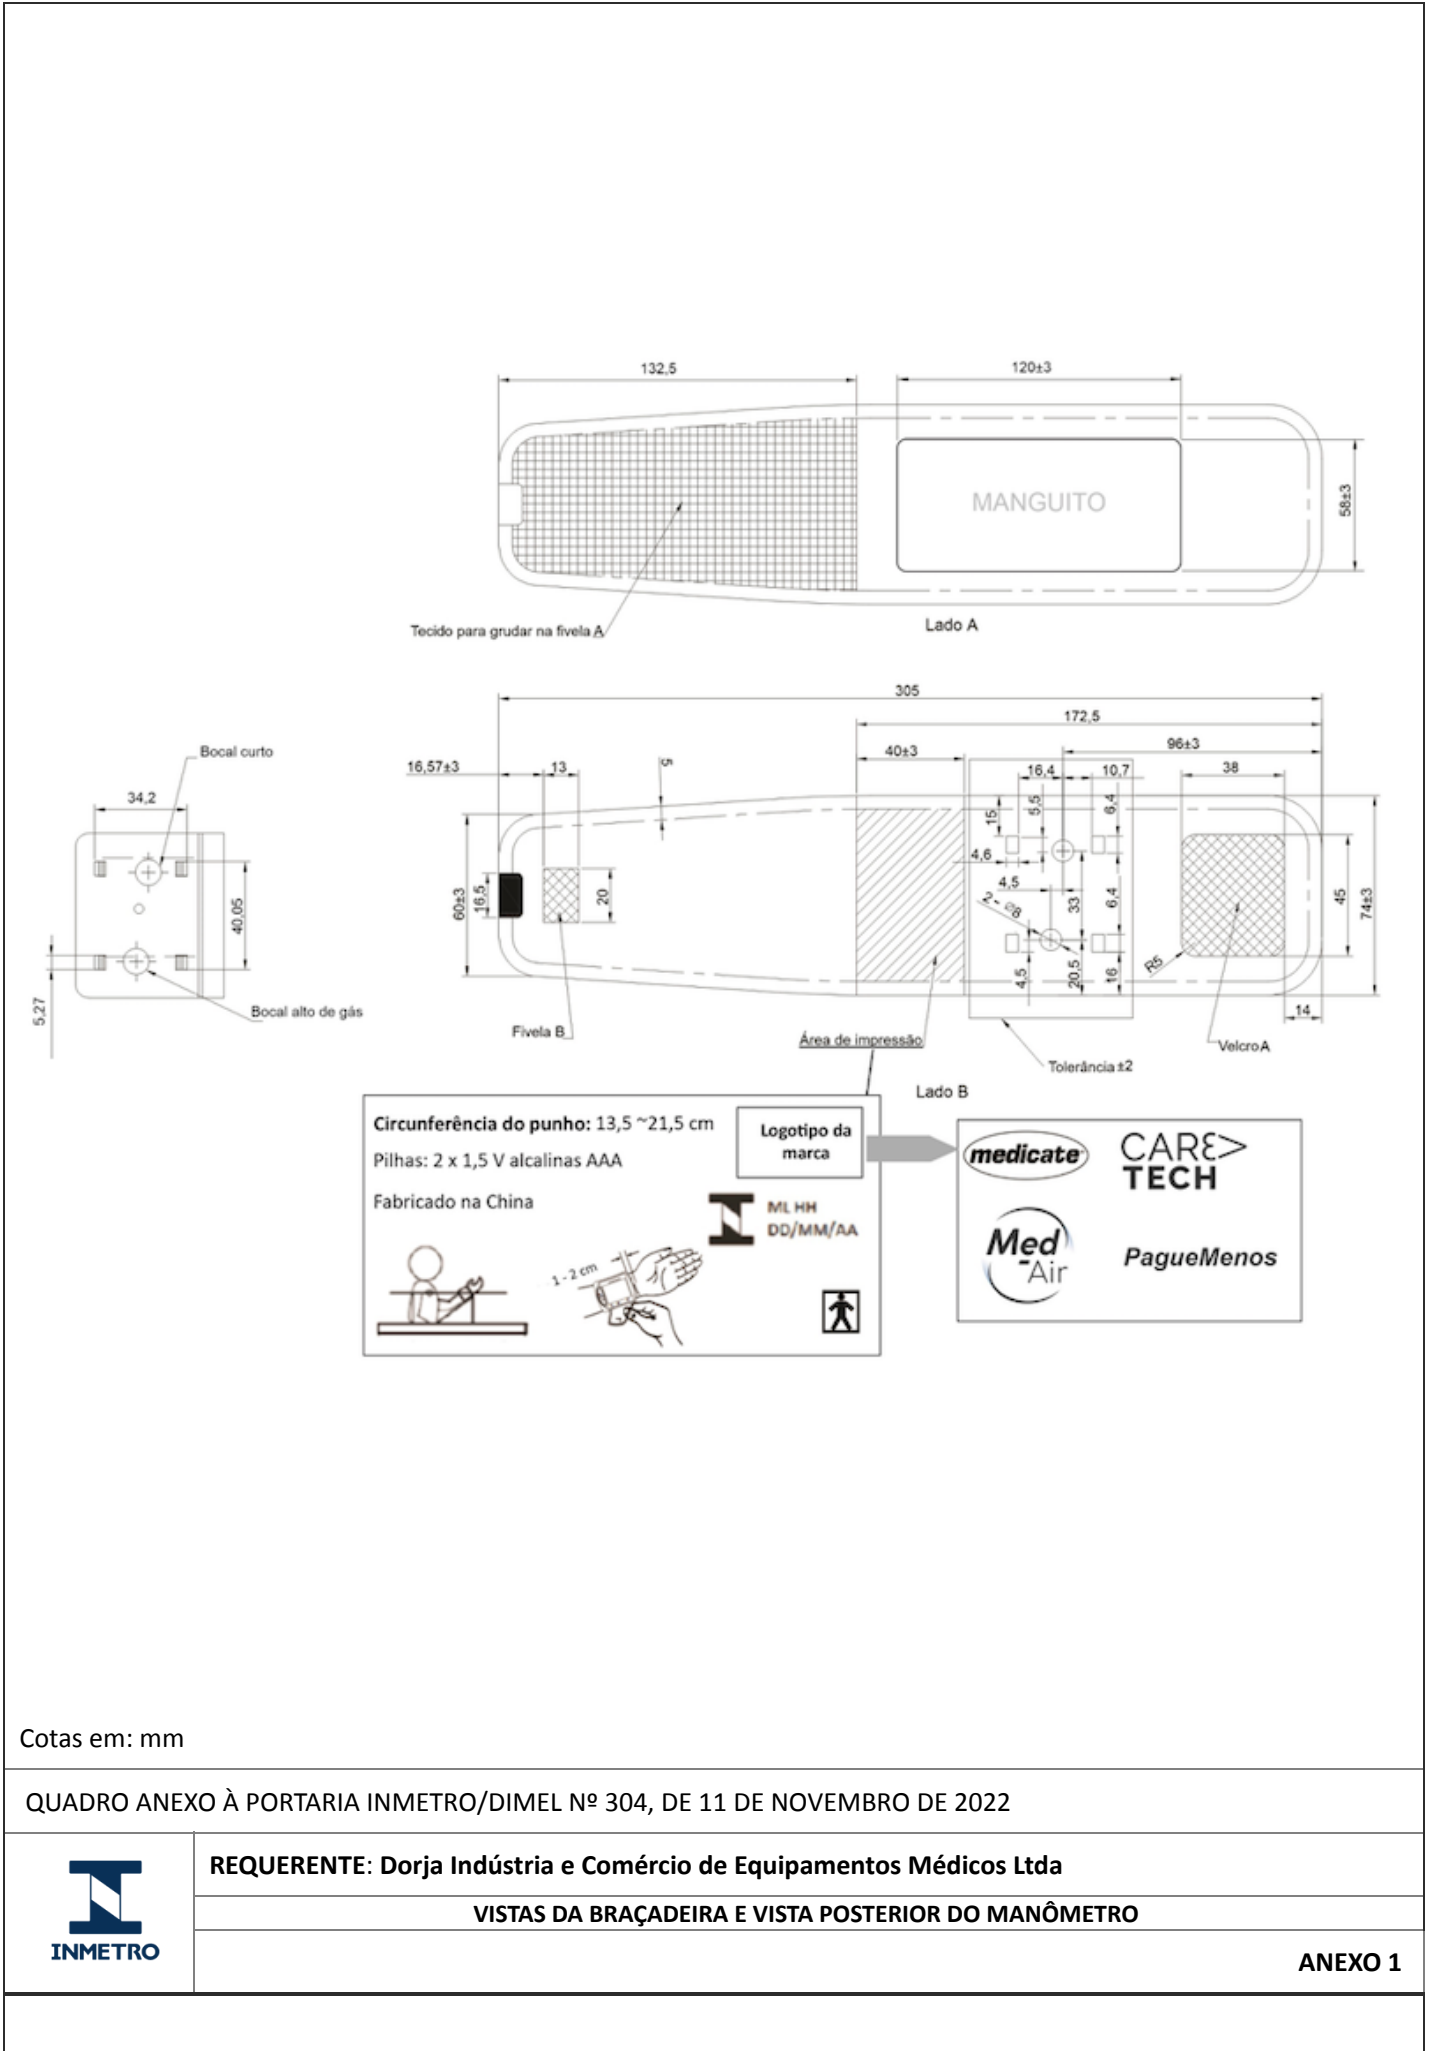 132,5
120±3
MANGUITO
58±3
Tecido para grudar na fivela A
Lado A
305
172,5
96±3
40±3
16,57±3
13
5
16,4
10,7
38
Bocal curto
34,2
15
5,5
6,4
4,6
4,5
60±3
16,5
20
2- ∅8
33
6,4
45
74±3
40,05
5,27
4,5
20,5
16
R5
14
Bocal alto de gás
Fivela B
Área de impressão
Tolerância ±2
Velcro A
Lado B
Circunferência do punho: 13,5 ~21,5 cm
Pilhas: 2 x 1,5 V alcalinas AAA
Fabricado na China
Logotipo da
marca
ML HH
DD/MM/AA
1 - 2 cm
medicate
CARE>
TECH
Med
Air
PagueMenos
Cotas em: mm
QUADRO ANEXO À PORTARIA INMETRO/DIMEL Nº 304, DE 11 DE NOVEMBRO DE 2022
INMETRO
REQUERENTE: Dorja Indústria e Comércio de Equipamentos Médicos Ltda
VISTAS DA BRAÇADEIRA E VISTA POSTERIOR DO MANÔMETRO
ANEXO 1